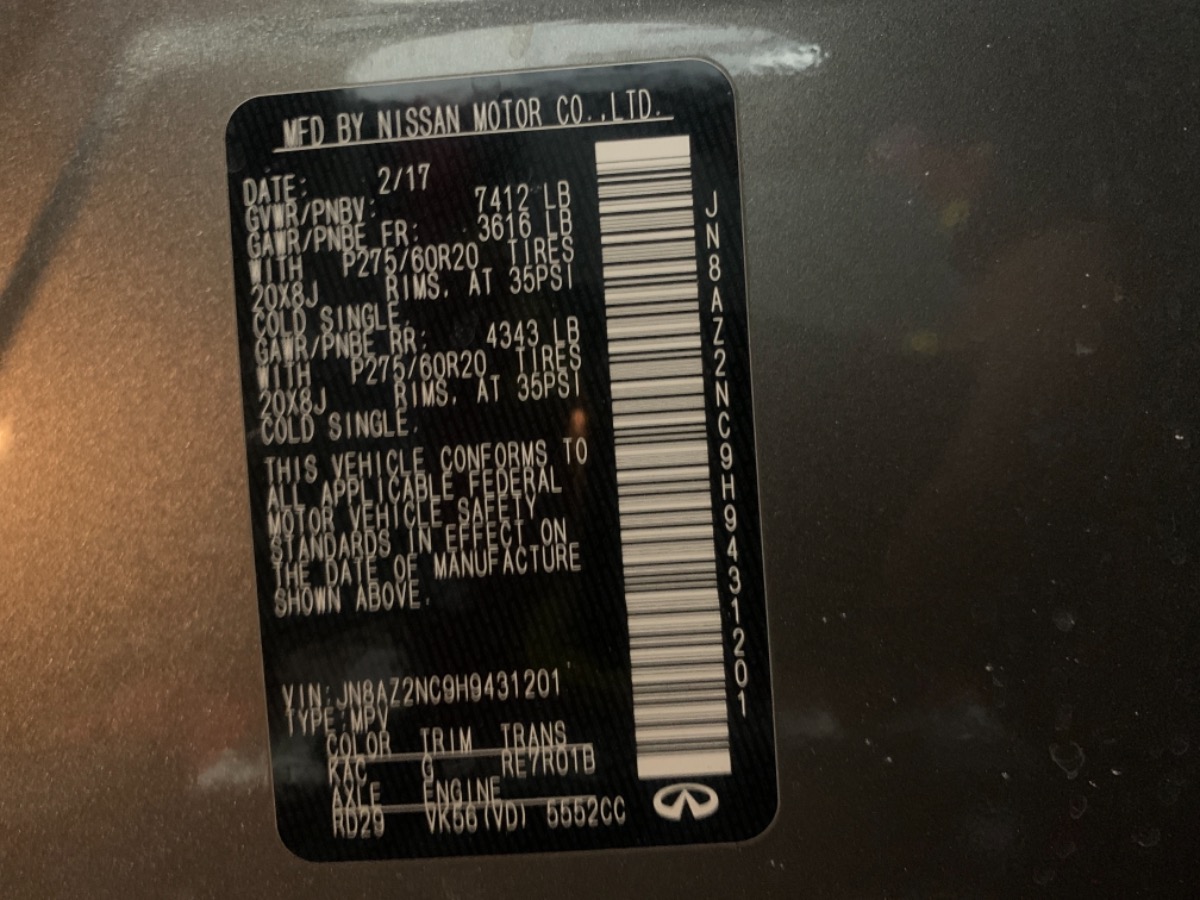 MFD BY NISSAN MOTOR CO.,LTD.
DATE: 2/17
GVWR/PNBV: 7412 LB
GAWR/PNBE FR: 3616 LB
WITH P275/60R20 TIRES
20X8J RIMS, AT 35PSI
COLD SINGLE,
GAWR/PNBE RR: 4343 LB
WITH P275/60R20 TIRES
20X8J RIMS, AT 35PSI
COLD SINGLE,
THIS VEHICLE CONFORMS TO
ALL APPLICABLE FEDERAL
MOTOR VEHICLE SAFETY
STANDARDS IN EFFECT ON
THE DATE OF MANUFACTURE
SHOWN ABOVE.
VIN:JN8AZ2NC9H9431201
TYPE:MPV
COLOR TRIM TRANS
KAC G RE7R01B
AXLE ENGINE
RD29 VK56(VD) 5552CC
JN8AZ2NC9H9431201